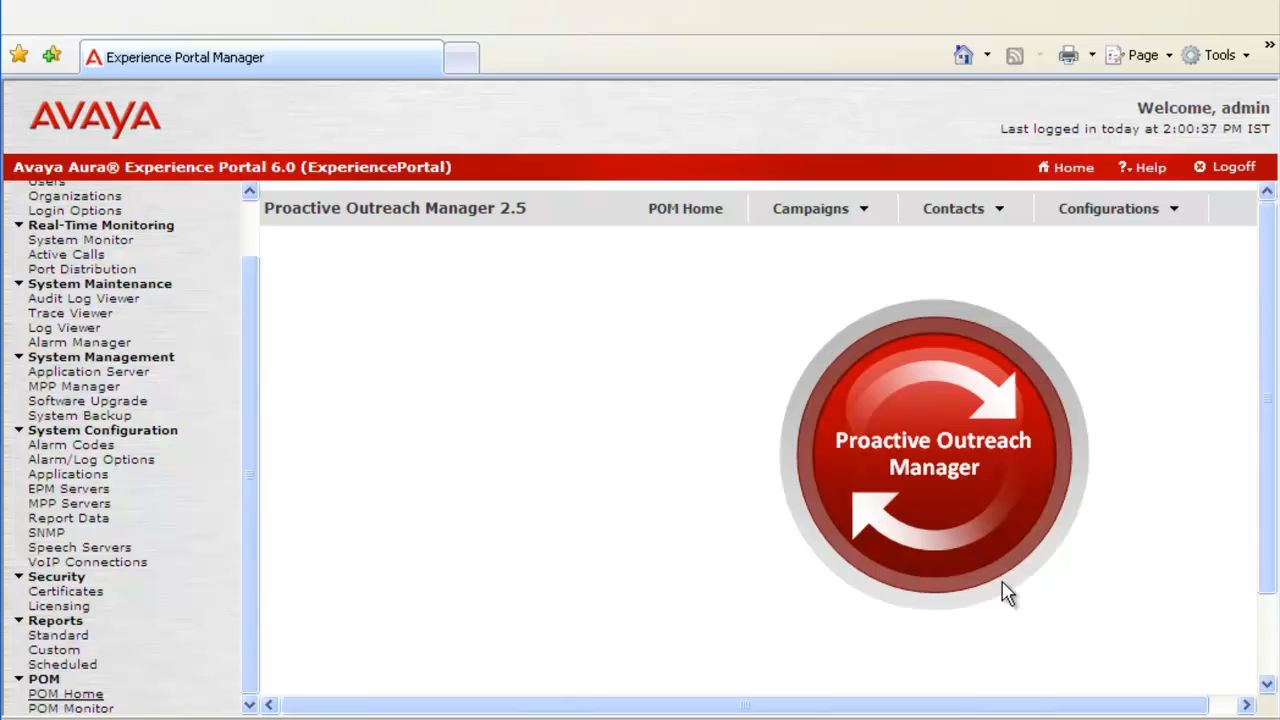 Experience Portal Manager
Page
Tools
»
AVAYA
Welcome, admin
Last logged in today at 2:00:37 PM IST
Avaya Aura® Experience Portal 6.0 (ExperiencePortal)
Home
?
Help
Logoff
Users
Organizations
Login Options
Real-Time Monitoring
System Monitor
Active Calls
Port Distribution
System Maintenance
Audit Log Viewer
Trace Viewer
Log Viewer
Alarm Manager
System Management
Application Server
MPP Manager
Software Upgrade
System Backup
System Configuration
Alarm Codes
Alarm/Log Options
Applications
EPM Servers
MPP Servers
Report Data
SNMP
Speech Servers
VoIP Connections
Security
Certificates
Licensing
Reports
Standard
Custom
Scheduled
POM
POM Home
POM Monitor
Proactive Outreach Manager 2.5
POM Home
Campaigns
Contacts
Configurations
Proactive Outreach
Manager